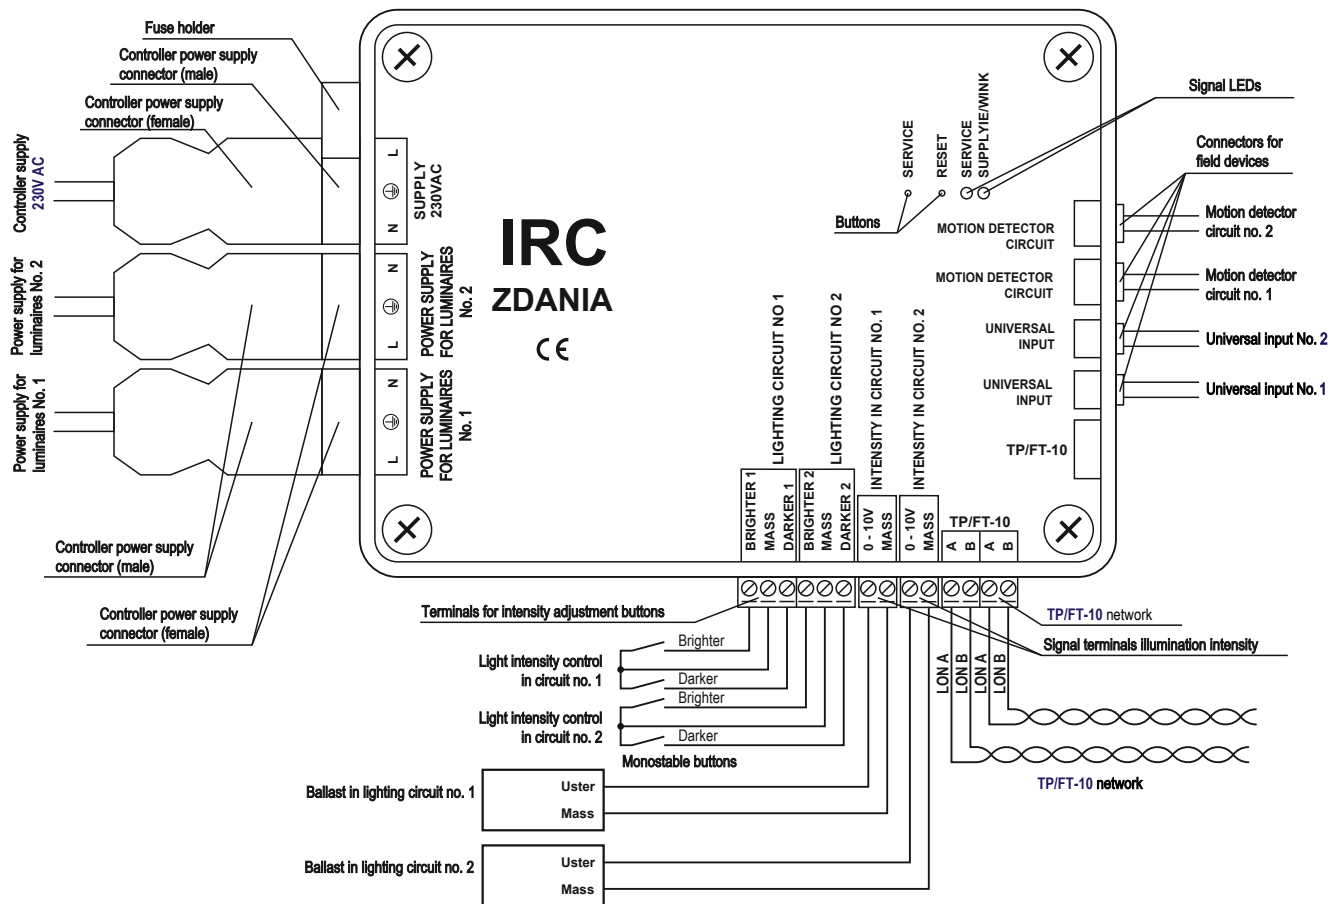 Fuse holder
Controller power supply
connector (male)
Controller power supply
connector (female)
Controller supply
230V AC
Power supply for
luminaires No. 2
Power supply for
luminaires No. 1
Controller power supply
connector (male)
Controller power supply
connector (female)
L
N
SUPPLY
230VAC
N
L
POWER SUPPLY
FOR LUMINAIRES
No. 2
N
L
POWER SUPPLY
FOR LUMINAIRES
No. 1
IRC
ZDANIA
CE
SERVICE
RESET
SERVICE
SUPPLYIE/WINK
Buttons
Signal LEDs
Connectors for
field devices
MOTION DETECTOR
CIRCUIT
Motion detector
circuit no. 2
MOTION DETECTOR
CIRCUIT
Motion detector
circuit no. 1
UNIVERSAL
INPUT
Universal input No. 2
UNIVERSAL
INPUT
Universal input No. 1
TP/FT-10
LIGHTING CIRCUIT NO 1
LIGHTING CIRCUIT NO 2
INTENSITY IN CIRCUIT NO. 1
INTENSITY IN CIRCUIT NO. 2
BRIGHTER 1
MASS
DARKER 1
BRIGHTER 2
MASS
DARKER 2
0 - 10V
MASS
0 - 10V
MASS
TP/FT-10
A
B
A
B
Terminals for intensity adjustment buttons
TP/FT-10 network
Signal terminals illumination intensity
LON A
LON B
LON A
LON B
Brighter
Light intensity control
in circuit no. 1
Darker
Brighter
Light intensity control
in circuit no. 2
Darker
Monostable buttons
TP/FT-10 network
Ballast in lighting circuit no. 1
Uster
Mass
Ballast in lighting circuit no. 2
Uster
Mass